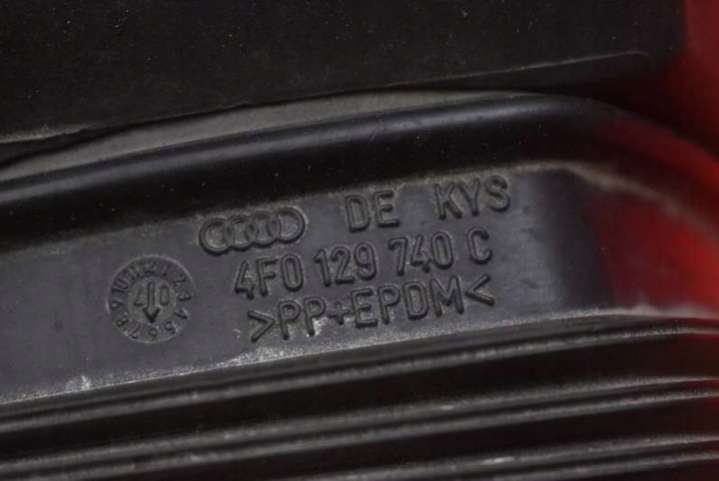 DE KYS
4F0 129 740 C
>PP+EPDM<